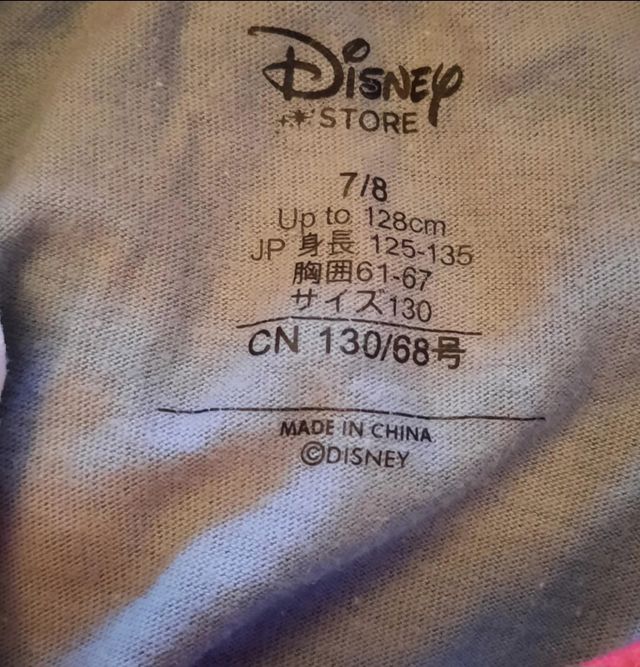 Disney
STORE
7/8
Up to 128cm
JP 身長 125-135
胸囲61-67
サイズ130
CN 130/68号
MADE IN CHINA
©DISNEY